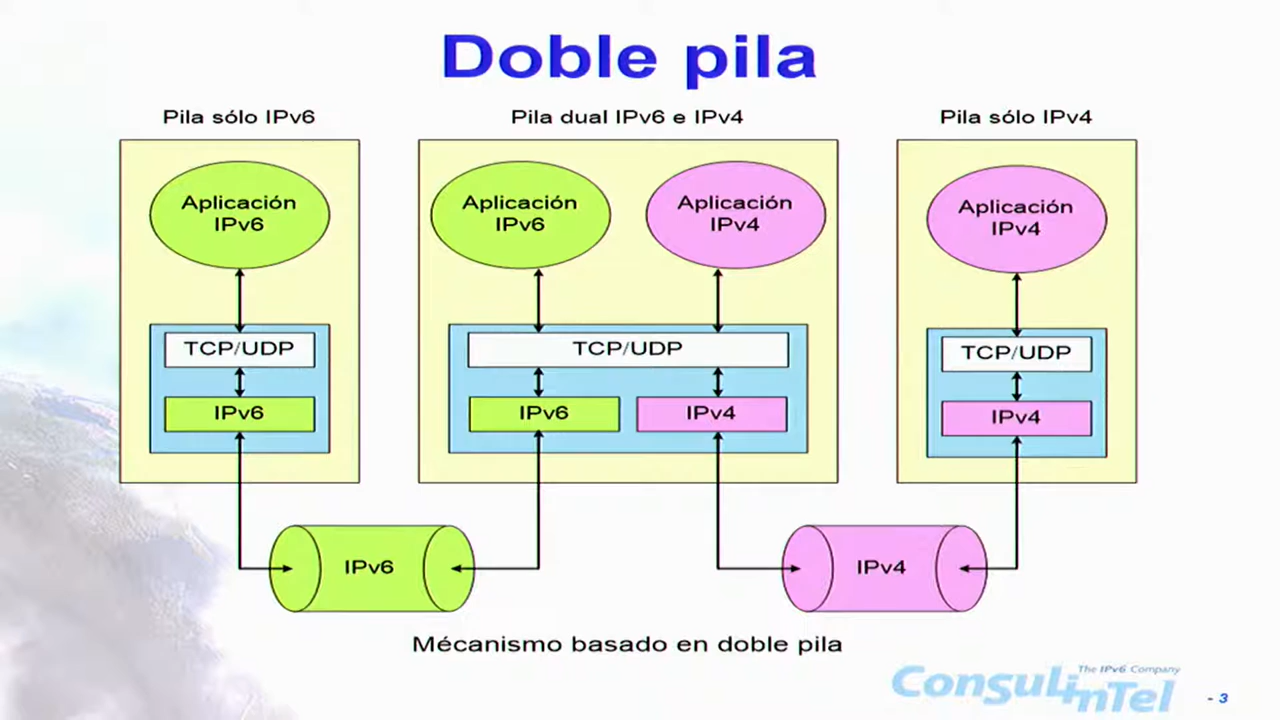 Doble pila
Pila sólo IPv6
Pila dual IPv6 e IPv4
Pila sólo IPv4
Aplicación
IPv6
Aplicación
IPv6
Aplicación
IPv4
Aplicación
IPv4
TCP/UDP
TCP/UDP
TCP/UDP
IPv6
IPv6
IPv4
IPv4
IPv6
IPv4
Mécanismo basado en doble pila
The IPv6 Company
Consulintel
- 3